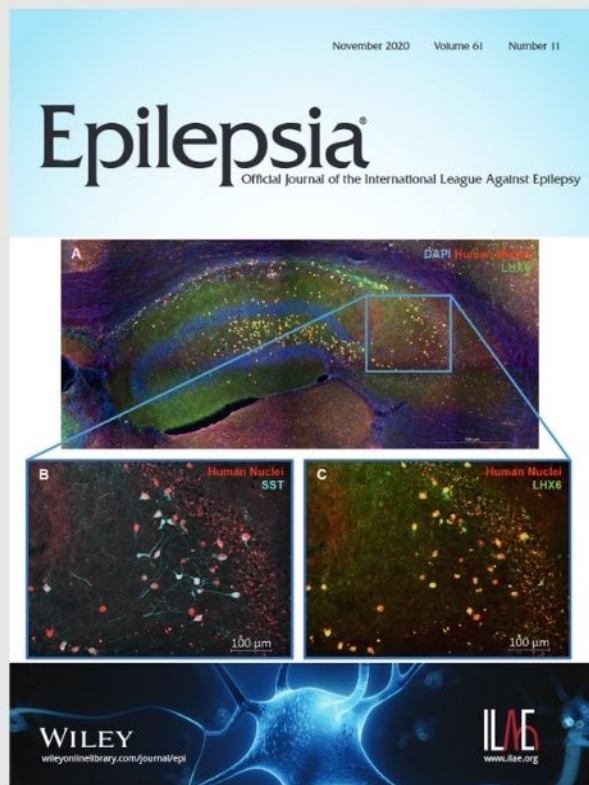 November 2020 Volume 61 Number 11
Epilepsia®
Official Journal of the International League Against Epilepsy
A
DAPI Human Nuclei
LHX6
B
Human Nuclei
SST
100 µm
C
Human Nuclei
LHX6
100 µm
WILEY
wileyonlinelibrary.com/journal/epi
ILAE
www.ilae.org